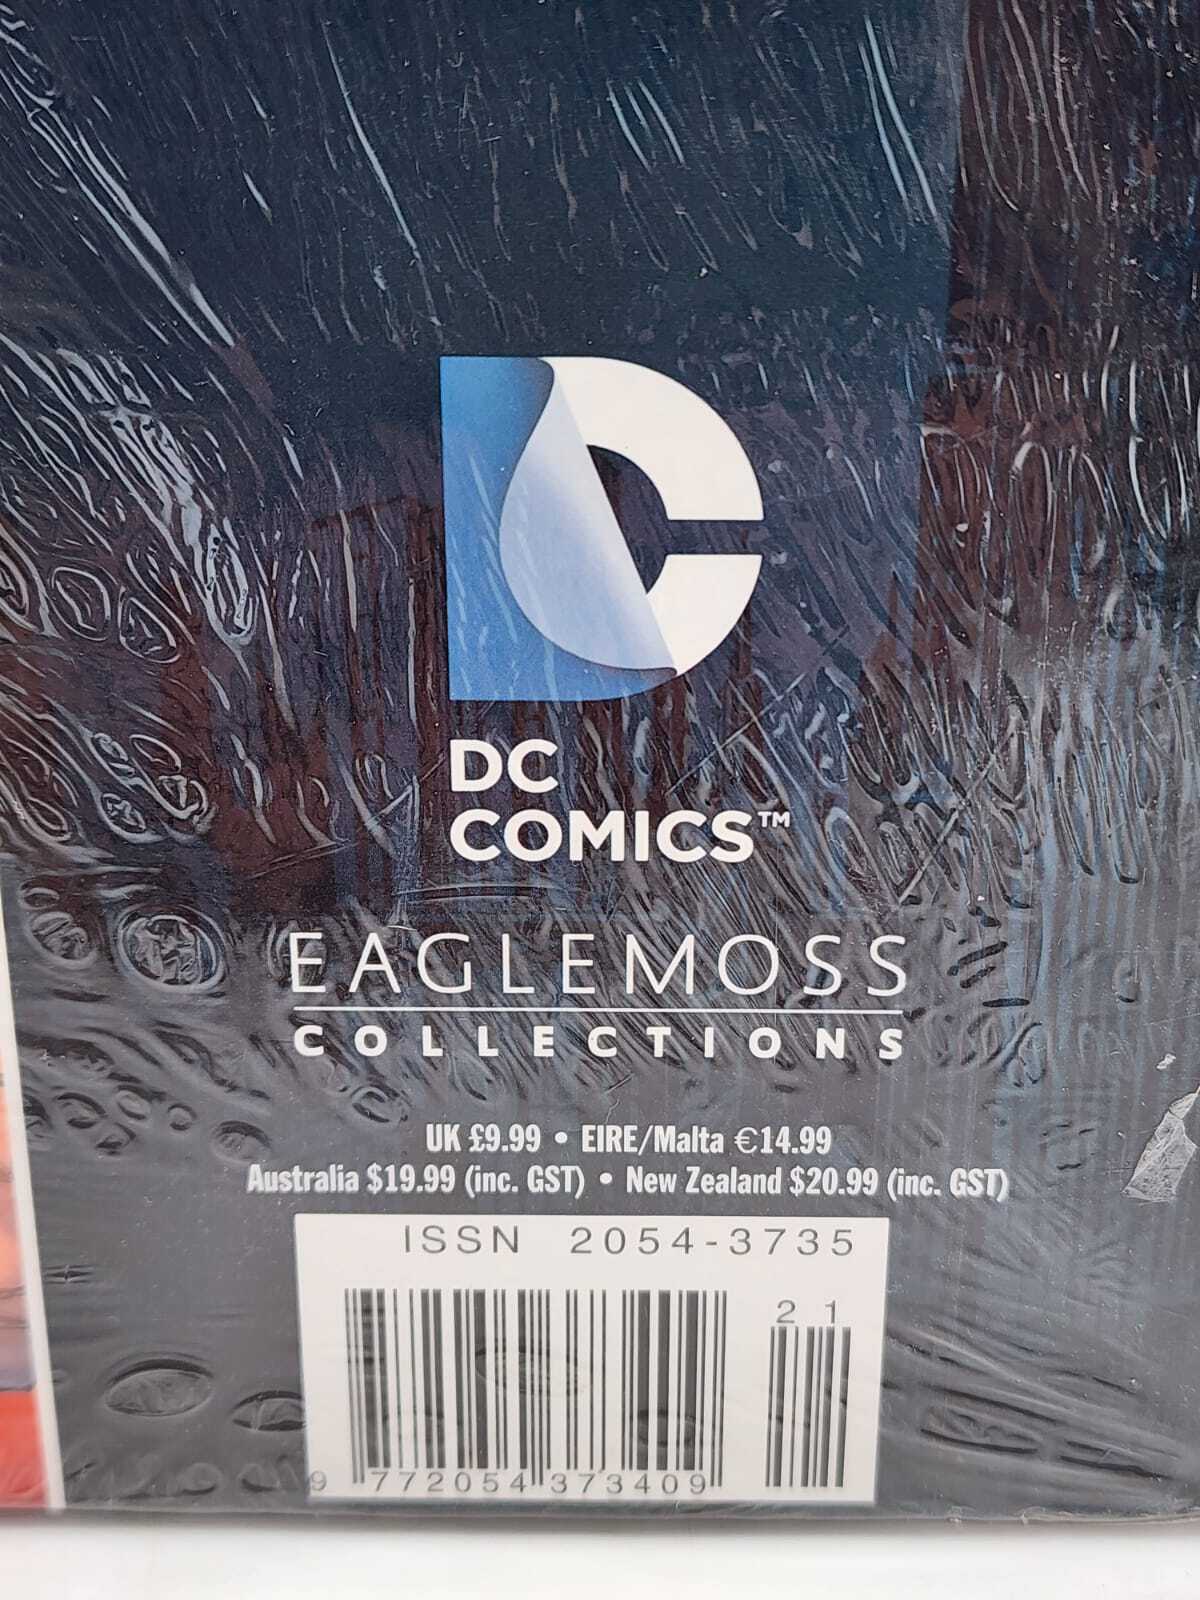 DC
COMICS™
EAGLEMOSS
COLLECTIONS
UK £9.99 • EIRE/Malta €14.99
Australia $19.99 (inc. GST) • New Zealand $20.99 (inc. GST)
ISSN 2054-3735
21
9 772054 373409